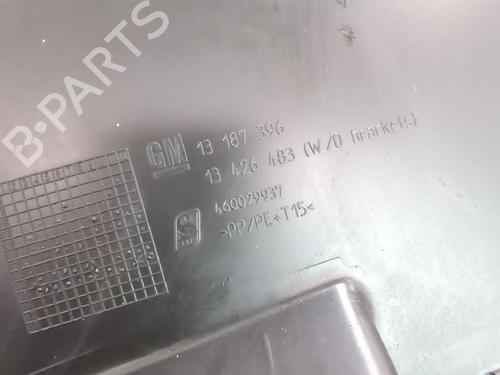 B-PARTS
GM 13 187 396
13 426 483 (W/O brackets)
460029937
>PP/PE+T15<